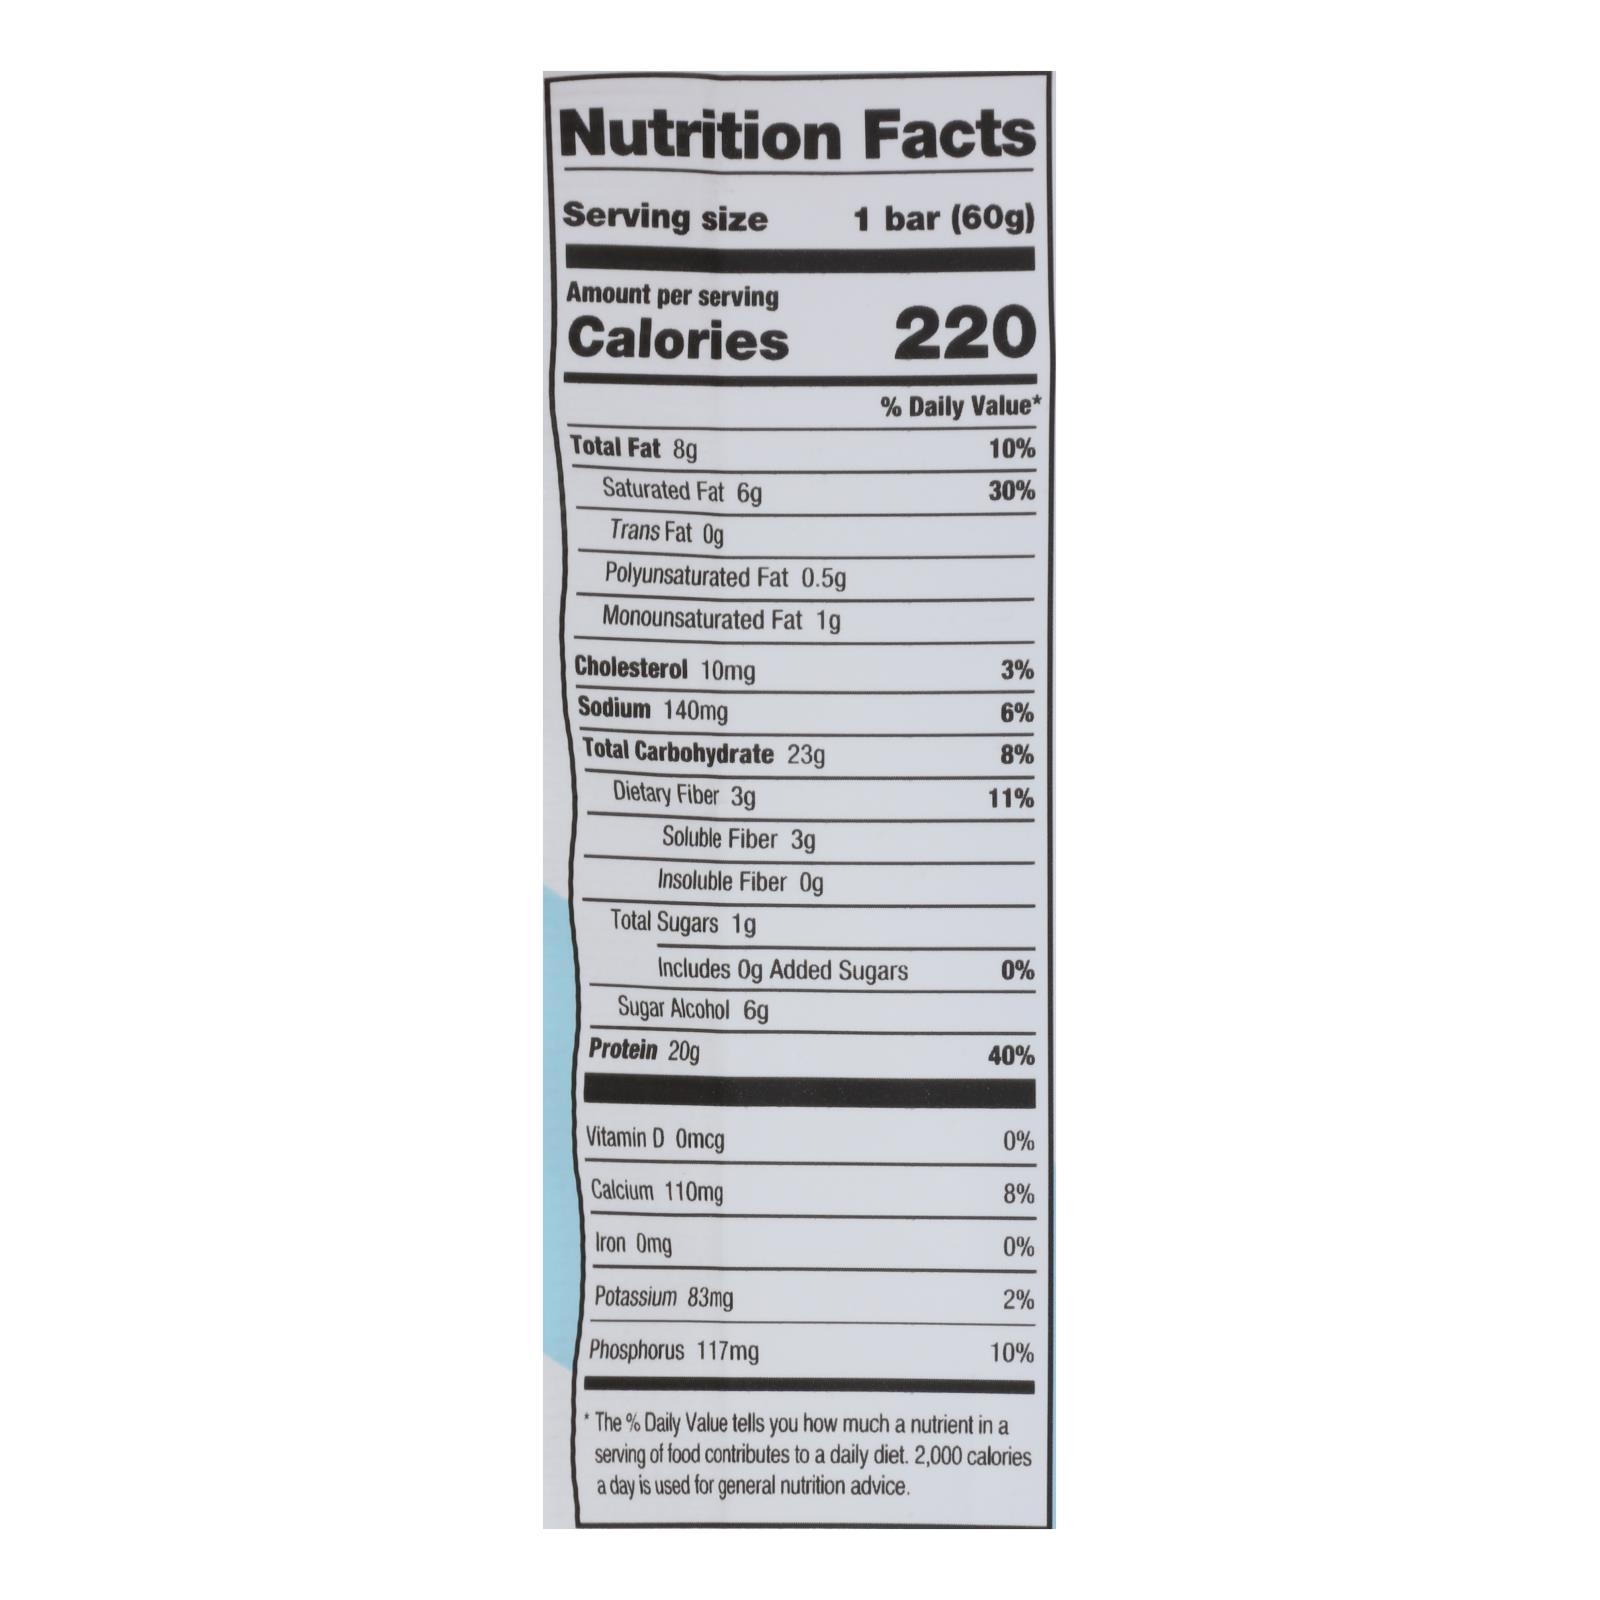 Nutrition Facts
Serving size 1 bar (60g)
Amount per serving
Calories 220
% Daily Value*
Total Fat 8g 10%
Saturated Fat 6g 30%
Trans Fat 0g
Polyunsaturated Fat 0.5g
Monounsaturated Fat 1g
Cholesterol 10mg 3%
Sodium 140mg 6%
Total Carbohydrate 23g 8%
Dietary Fiber 3g 11%
Soluble Fiber 3g
Insoluble Fiber 0g
Total Sugars 1g
Includes 0g Added Sugars 0%
Sugar Alcohol 6g
Protein 20g 40%
Vitamin D 0mcg 0%
Calcium 110mg 8%
Iron 0mg 0%
Potassium 83mg 2%
Phosphorus 117mg 10%
* The % Daily Value tells you how much a nutrient in a
serving of food contributes to a daily diet. 2,000 calories
a day is used for general nutrition advice.